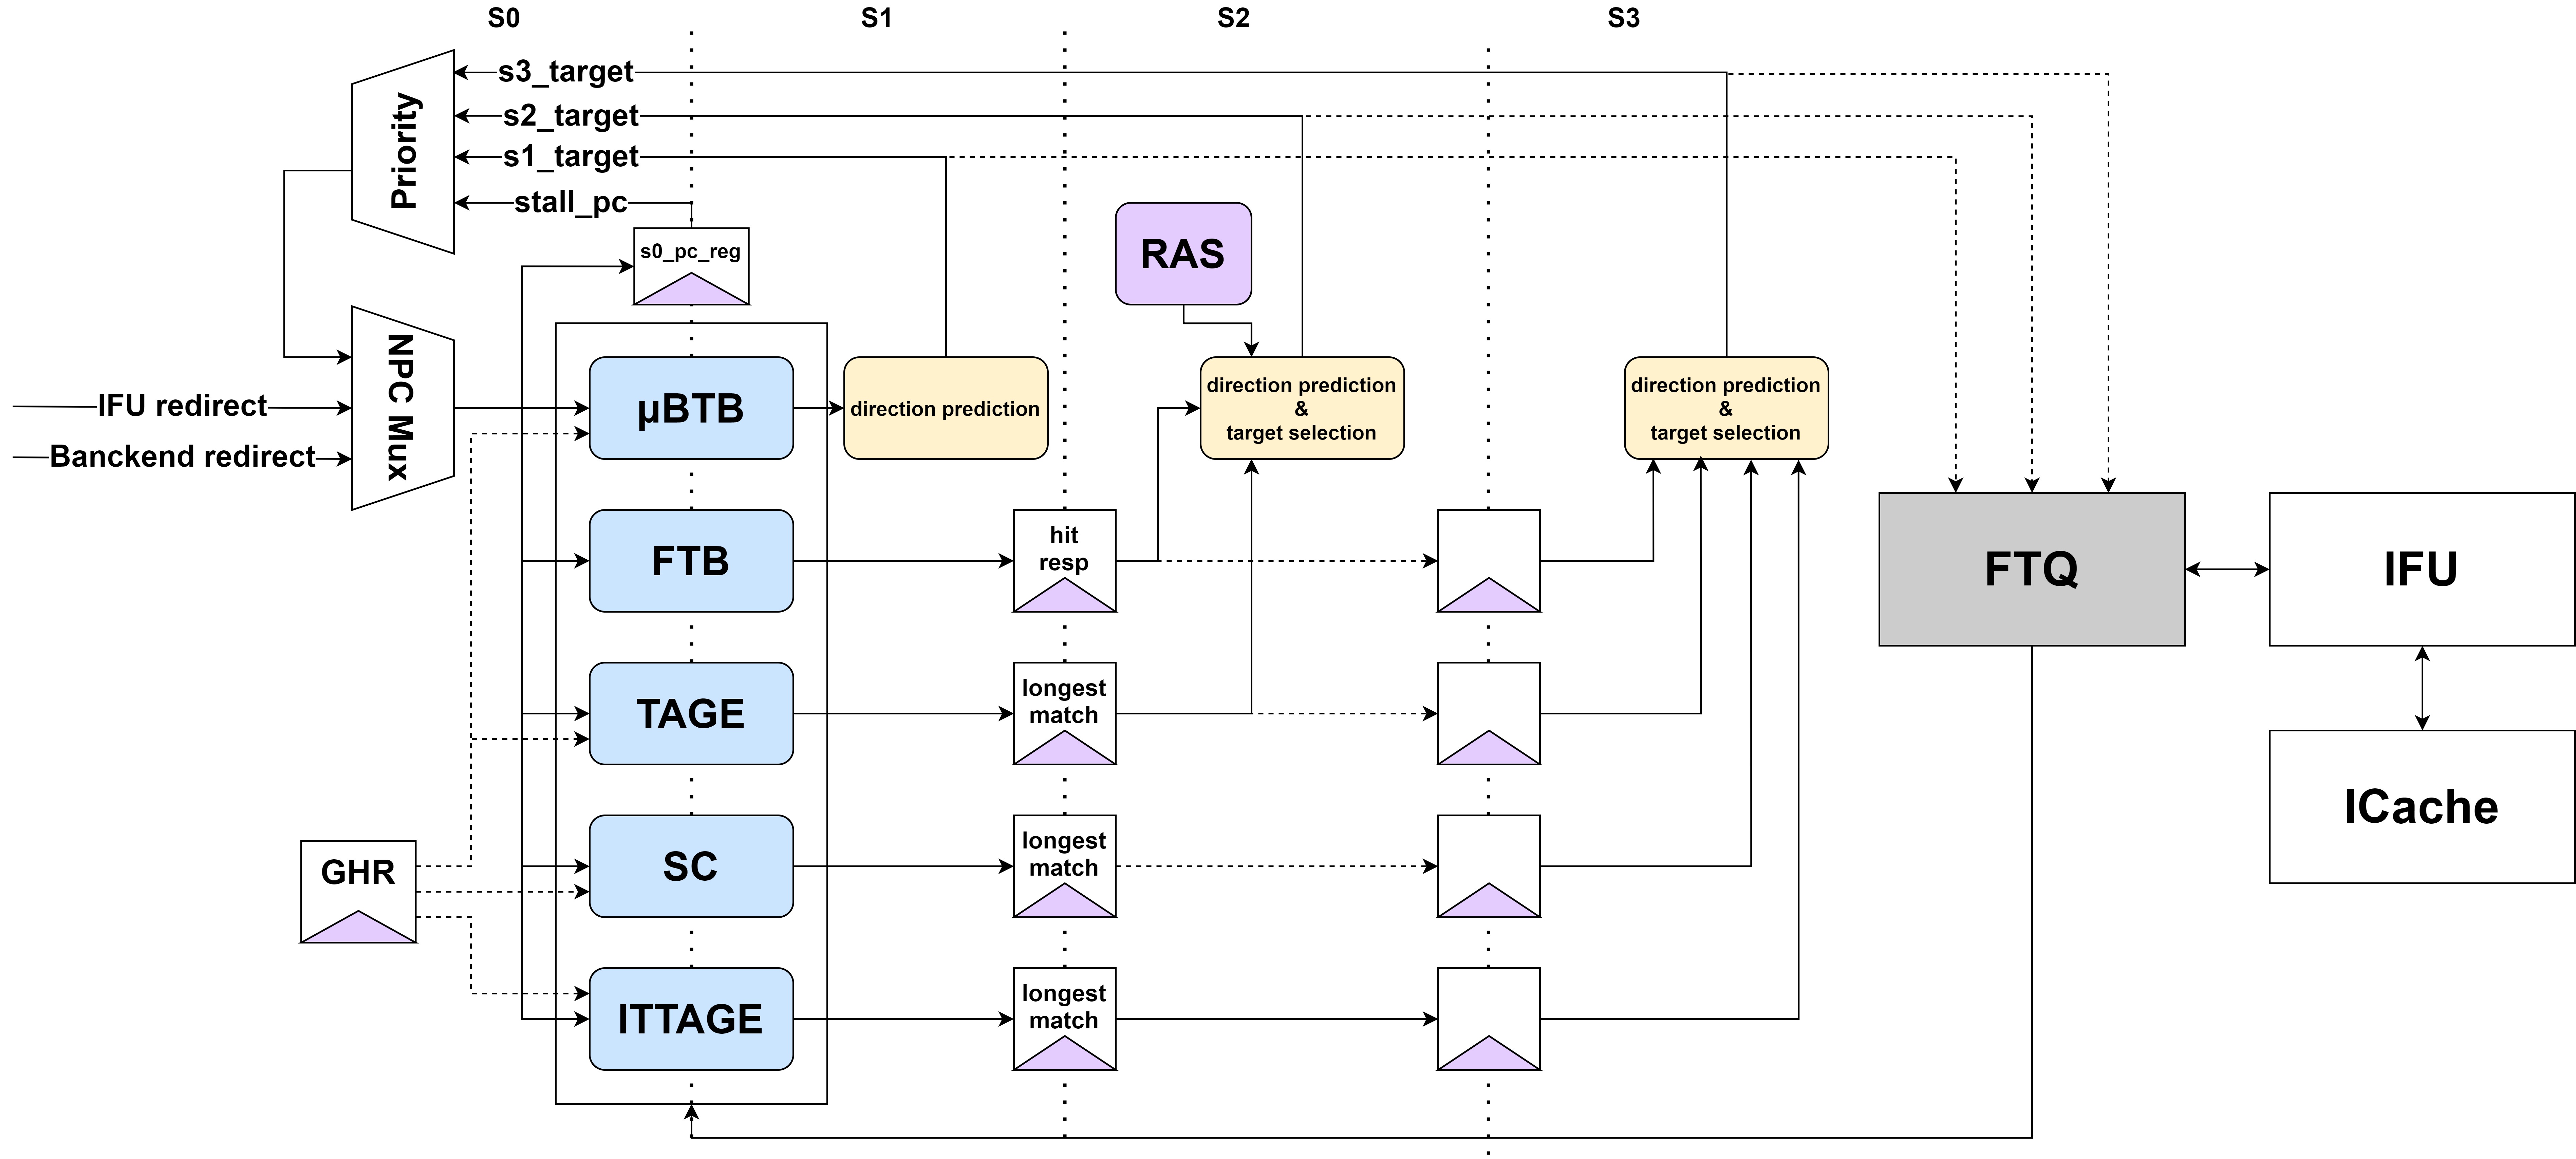 S0
S1
S2
S3
s3_target
s2_target
s1_target
stall_pc
Priority
s0_pc_reg
RAS
NPC Mux
IFU redirect
Banckend redirect
µBTB
direction prediction
direction prediction
&
target selection
direction prediction
&
target selection
FTB
hit
resp
FTQ
IFU
TAGE
longest
match
ICache
GHR
SC
longest
match
ITTAGE
longest
match